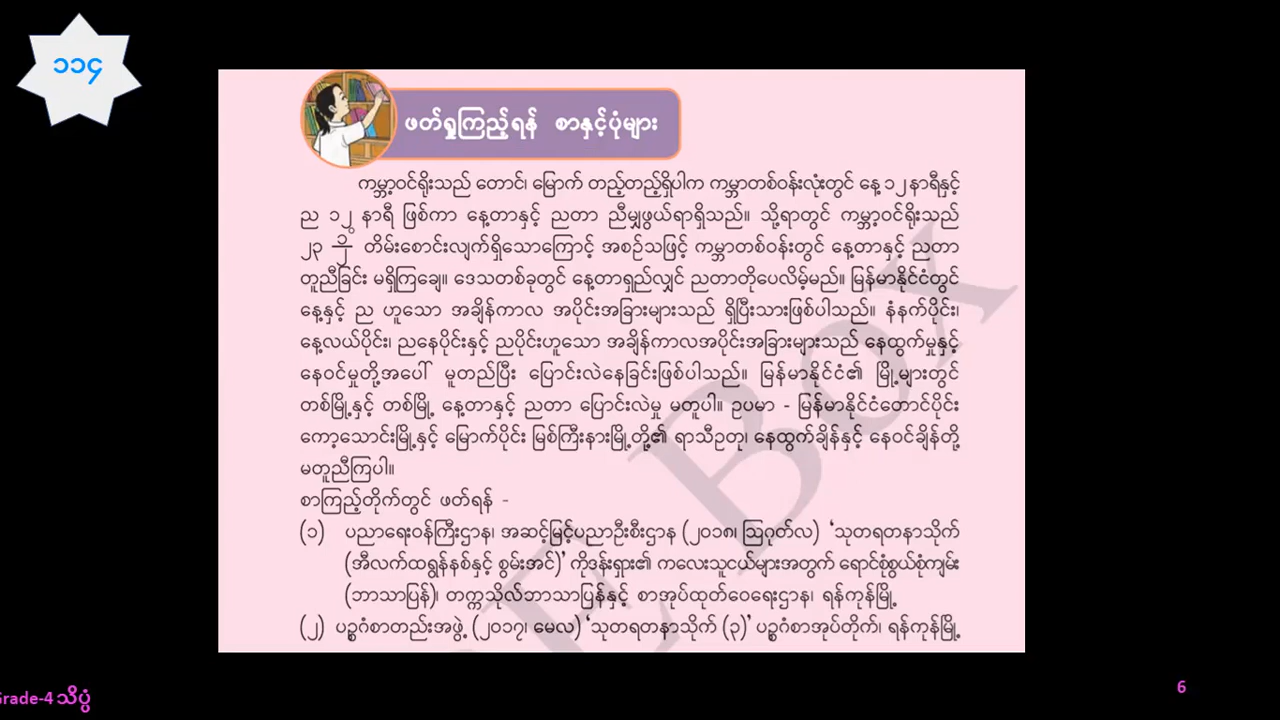 ၁၁၄
ဖတ်ရှုကြည့်ရန် စာနှင့်ပုံများ
ကမ္ဘာ့ဝင်ရိုးသည် တောင်၊ မြောက် တည့်တည့်ရှိပါက ကမ္ဘာတစ်ဝန်းလုံးတွင် နေ့ ၁၂ နာရီနှင့်
ည ၁၂ နာရီ ဖြစ်ကာ နေ့တာနှင့် ညတာ ညီမျှဖွယ်ရာရှိသည်။ သို့ရာတွင် ကမ္ဘာ့ဝင်ရိုးသည်
၂၃ ၁/၂° တိမ်းစောင်းလျက်ရှိသောကြောင့် အစဉ်သဖြင့် ကမ္ဘာတစ်ဝန်းတွင် နေ့တာနှင့် ညတာ
တူညီခြင်း မရှိကြချေ။ ဒေသတစ်ခုတွင် နေ့တာရှည်လျှင် ညတာတိုပေလိမ့်မည်။ မြန်မာနိုင်ငံတွင်
နေ့နှင့် ည ဟူသော အချိန်ကာလ အပိုင်းအခြားများသည် ရှိပြီးသားဖြစ်ပါသည်။ နံနက်ပိုင်း၊
နေ့လယ်ပိုင်း၊ ညနေပိုင်းနှင့် ညပိုင်းဟူသော အချိန်ကာလအပိုင်းအခြားများသည် နေထွက်မှုနှင့်
နေဝင်မှုတို့အပေါ် မူတည်ပြီး ပြောင်းလဲနေခြင်းဖြစ်ပါသည်။ မြန်မာနိုင်ငံ၏ မြို့များတွင်
တစ်မြို့နှင့် တစ်မြို့ နေ့တာနှင့် ညတာ ပြောင်းလဲမှု မတူပါ။ ဥပမာ - မြန်မာနိုင်ငံတောင်ပိုင်း
ကော့သောင်းမြို့နှင့် မြောက်ပိုင်း မြစ်ကြီးနားမြို့တို့၏ ရာသီဥတု၊ နေထွက်ချိန်နှင့် နေဝင်ချိန်တို့
မတူညီကြပါ။
စာကြည့်တိုက်တွင် ဖတ်ရန် -
(၁) ပညာရေးဝန်ကြီးဌာန၊ အဆင့်မြင့်ပညာဦးစီးဌာန (၂၀၁၈၊ ဩဂုတ်လ) ‘သုတရတနာသိုက်
(အီလက်ထရွန်နစ်နှင့် စွမ်းအင်)’ ကိုဒန်းရှား၏ ကလေးသူငယ်များအတွက် ရောင်စုံစွယ်စုံကျမ်း
(ဘာသာပြန်)၊ တက္ကသိုလ်ဘာသာပြန်နှင့် စာအုပ်ထုတ်ဝေရေးဌာန၊ ရန်ကုန်မြို့
(၂) ပဉ္စဂံစာတည်းအဖွဲ့ (၂၀၁၇၊ မေလ) ‘သုတရတနာသိုက် (၃)’ ပဉ္စဂံစာအုပ်တိုက်၊ ရန်ကုန်မြို့
E Box
Grade-4 သိပ္ပံ
6